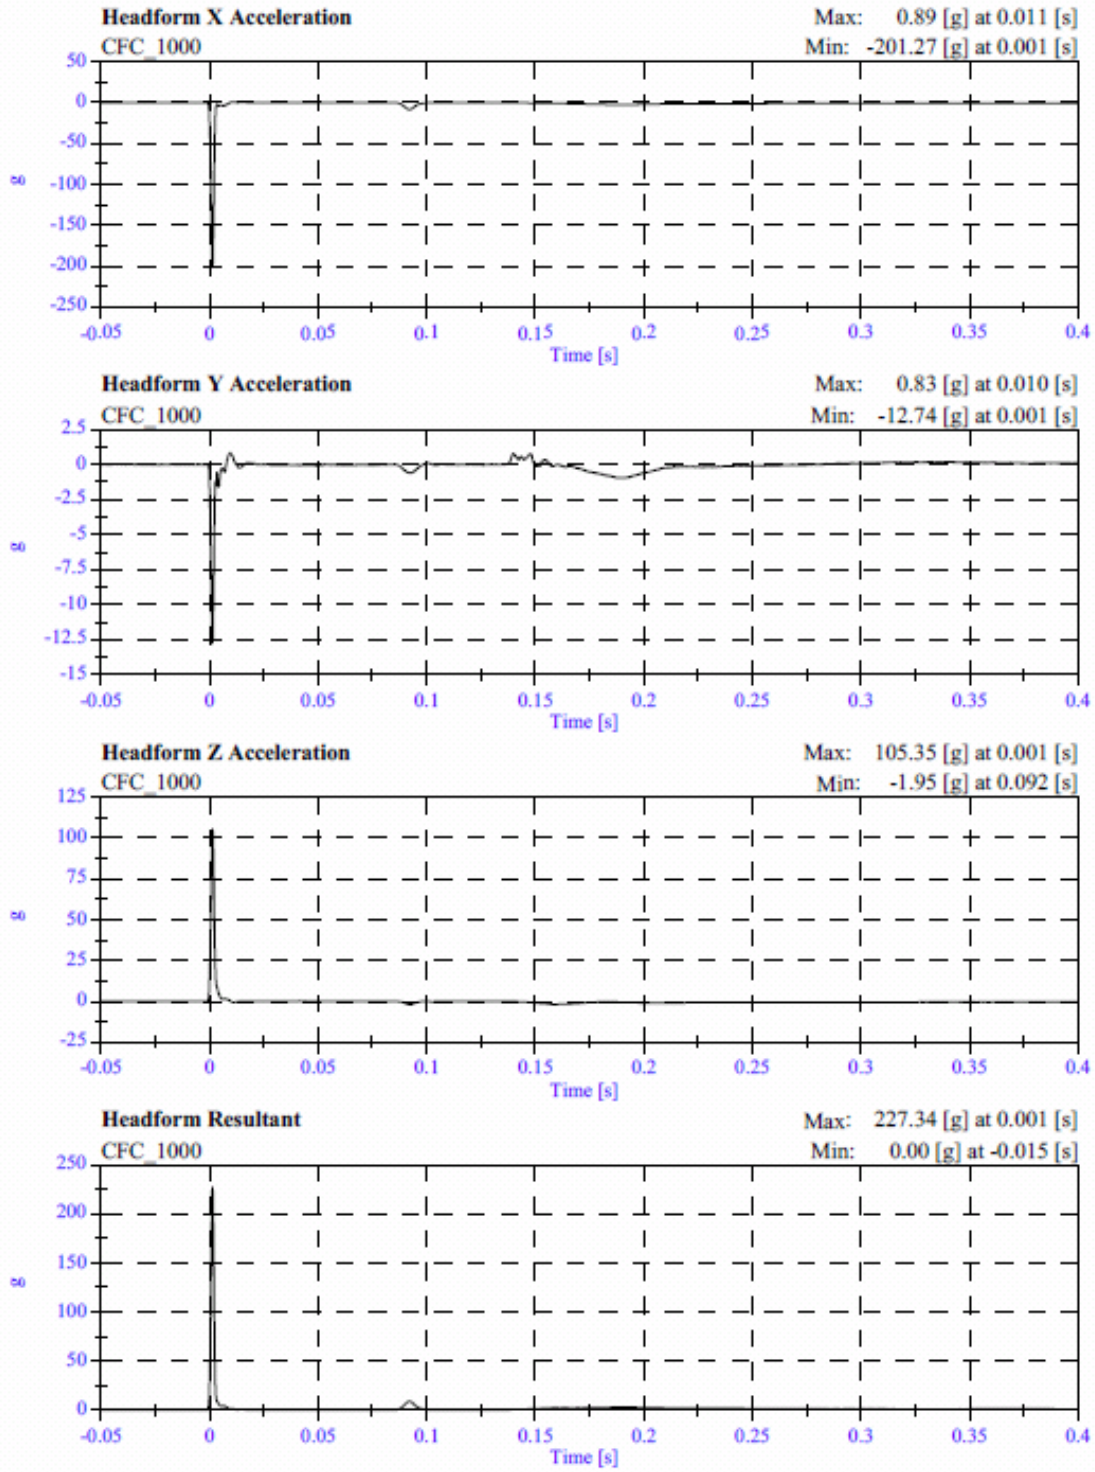 Headform X Acceleration Max: 0.89 [g] at 0.011 [s]
CFC_1000 Min: -201.27 [g] at 0.001 [s]
50
0
-50
-100
-150
-200
-250
g
-0.05 0 0.05 0.1 0.15 0.2 0.25 0.3 0.35 0.4
Time [s]
Headform Y Acceleration Max: 0.83 [g] at 0.010 [s]
CFC_1000 Min: -12.74 [g] at 0.001 [s]
2.5
0
-2.5
-5
-7.5
-10
-12.5
-15
g
-0.05 0 0.05 0.1 0.15 0.2 0.25 0.3 0.35 0.4
Time [s]
Headform Z Acceleration Max: 105.35 [g] at 0.001 [s]
CFC_1000 Min: -1.95 [g] at 0.092 [s]
125
100
75
50
25
0
-25
g
-0.05 0 0.05 0.1 0.15 0.2 0.25 0.3 0.35 0.4
Time [s]
Headform Resultant Max: 227.34 [g] at 0.001 [s]
CFC_1000 Min: 0.00 [g] at -0.015 [s]
250
200
150
100
50
0
g
-0.05 0 0.05 0.1 0.15 0.2 0.25 0.3 0.35 0.4
Time [s]